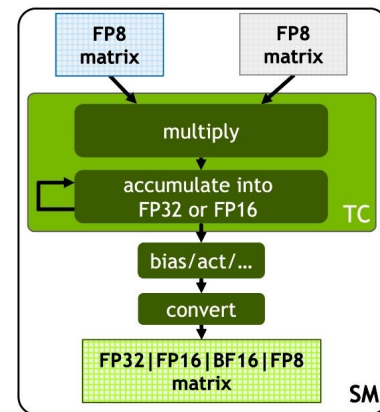 FP8
matrix
FP8
matrix
multiply
accumulate into
FP32 or FP16
TC
bias/act/…
convert
FP32|FP16|BF16|FP8
matrix
SM